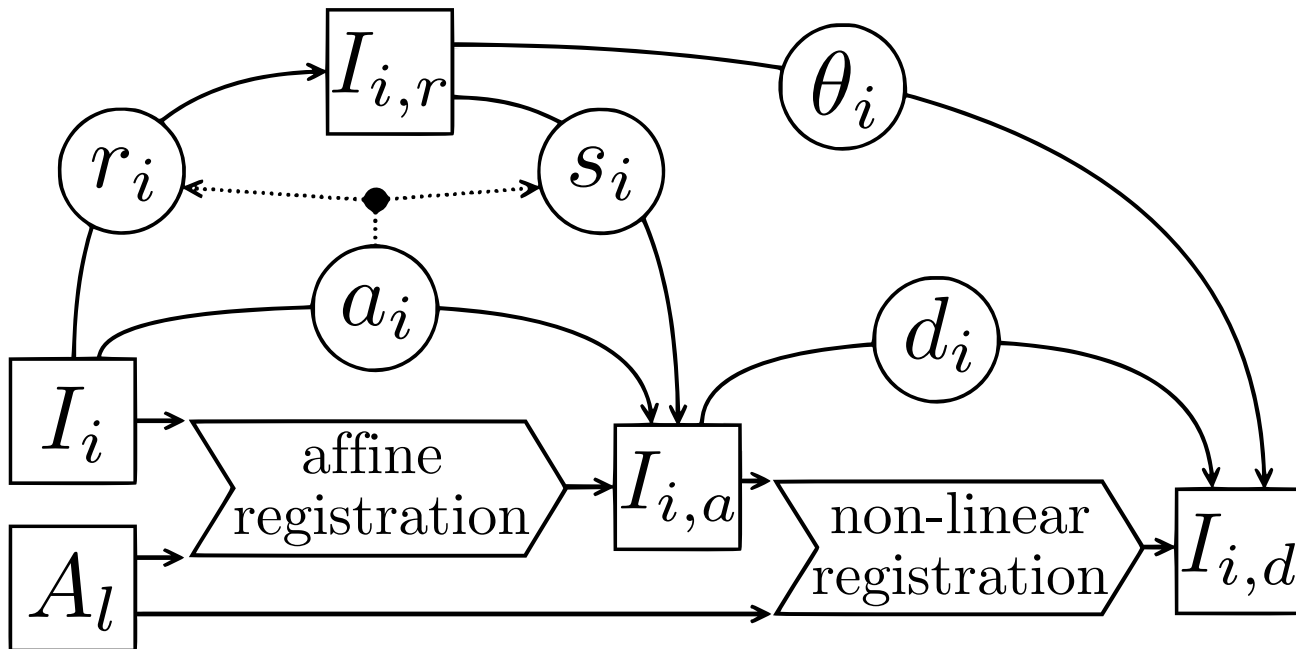 I_{i,r}
θ_i
r_i
s_i
a_i
d_i
I_i
affine
registration
I_{i,a}
non-linear
registration
I_{i,d}
A_l